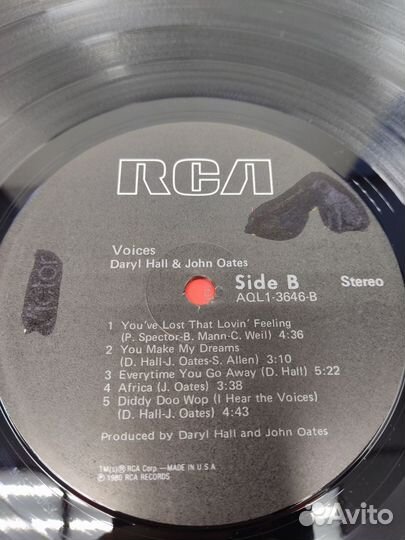 RCA
Voices
Daryl Hall & John Oates
Side B
Stereo
AQL1-3646-B
Victor
1 You've Lost That Lovin' Feeling
(P. Spector-B. Mann-C. Weil) 4:36
2 You Make My Dreams
(D. Hall-J. Oates-S. Allen) 3:10
3 Everytime You Go Away (D. Hall) 5:22
4 Africa (J. Oates) 3:38
5 Diddy Doo Wop (I Hear the Voices)
(D. Hall-J. Oates) 4:43
Produced by Daryl Hall and John Oates
TM(s)® RCA Corp.—MADE IN U.S.A.
℗ 1980 RCA RECORDS
Avito